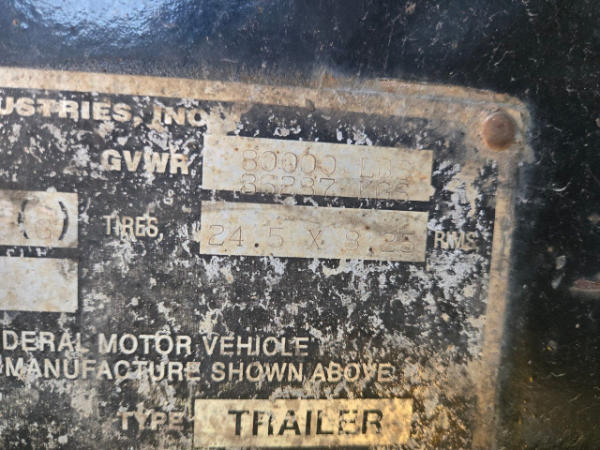 USTRIES, INC
GVWR 80000 LB
36287 KGS
(G) TIRES 24.5 X 8.25 RIMS
DERAL MOTOR VEHICLE
MANUFACTURE SHOWN ABOVE
TYPE TRAILER